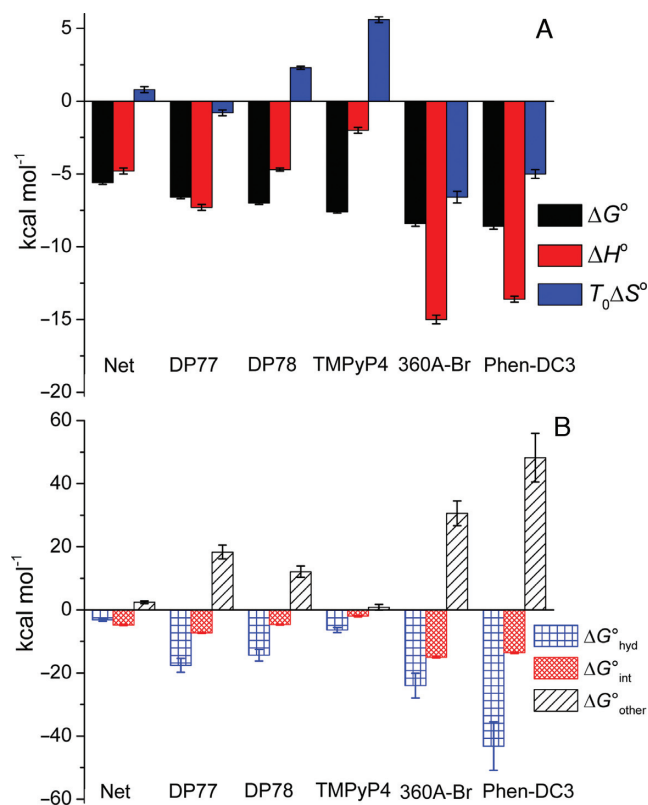 A
5
0
−5
−10
−15
−20
kcal mol⁻¹
ΔG°
ΔH°
T₀ΔS°
Net DP77 DP78 TMPyP4 360A-Br Phen-DC3
B
60
40
20
0
−20
−40
−60
kcal mol⁻¹
ΔG°hyd
ΔG°int
ΔG°other
Net DP77 DP78 TMPyP4 360A-Br Phen-DC3